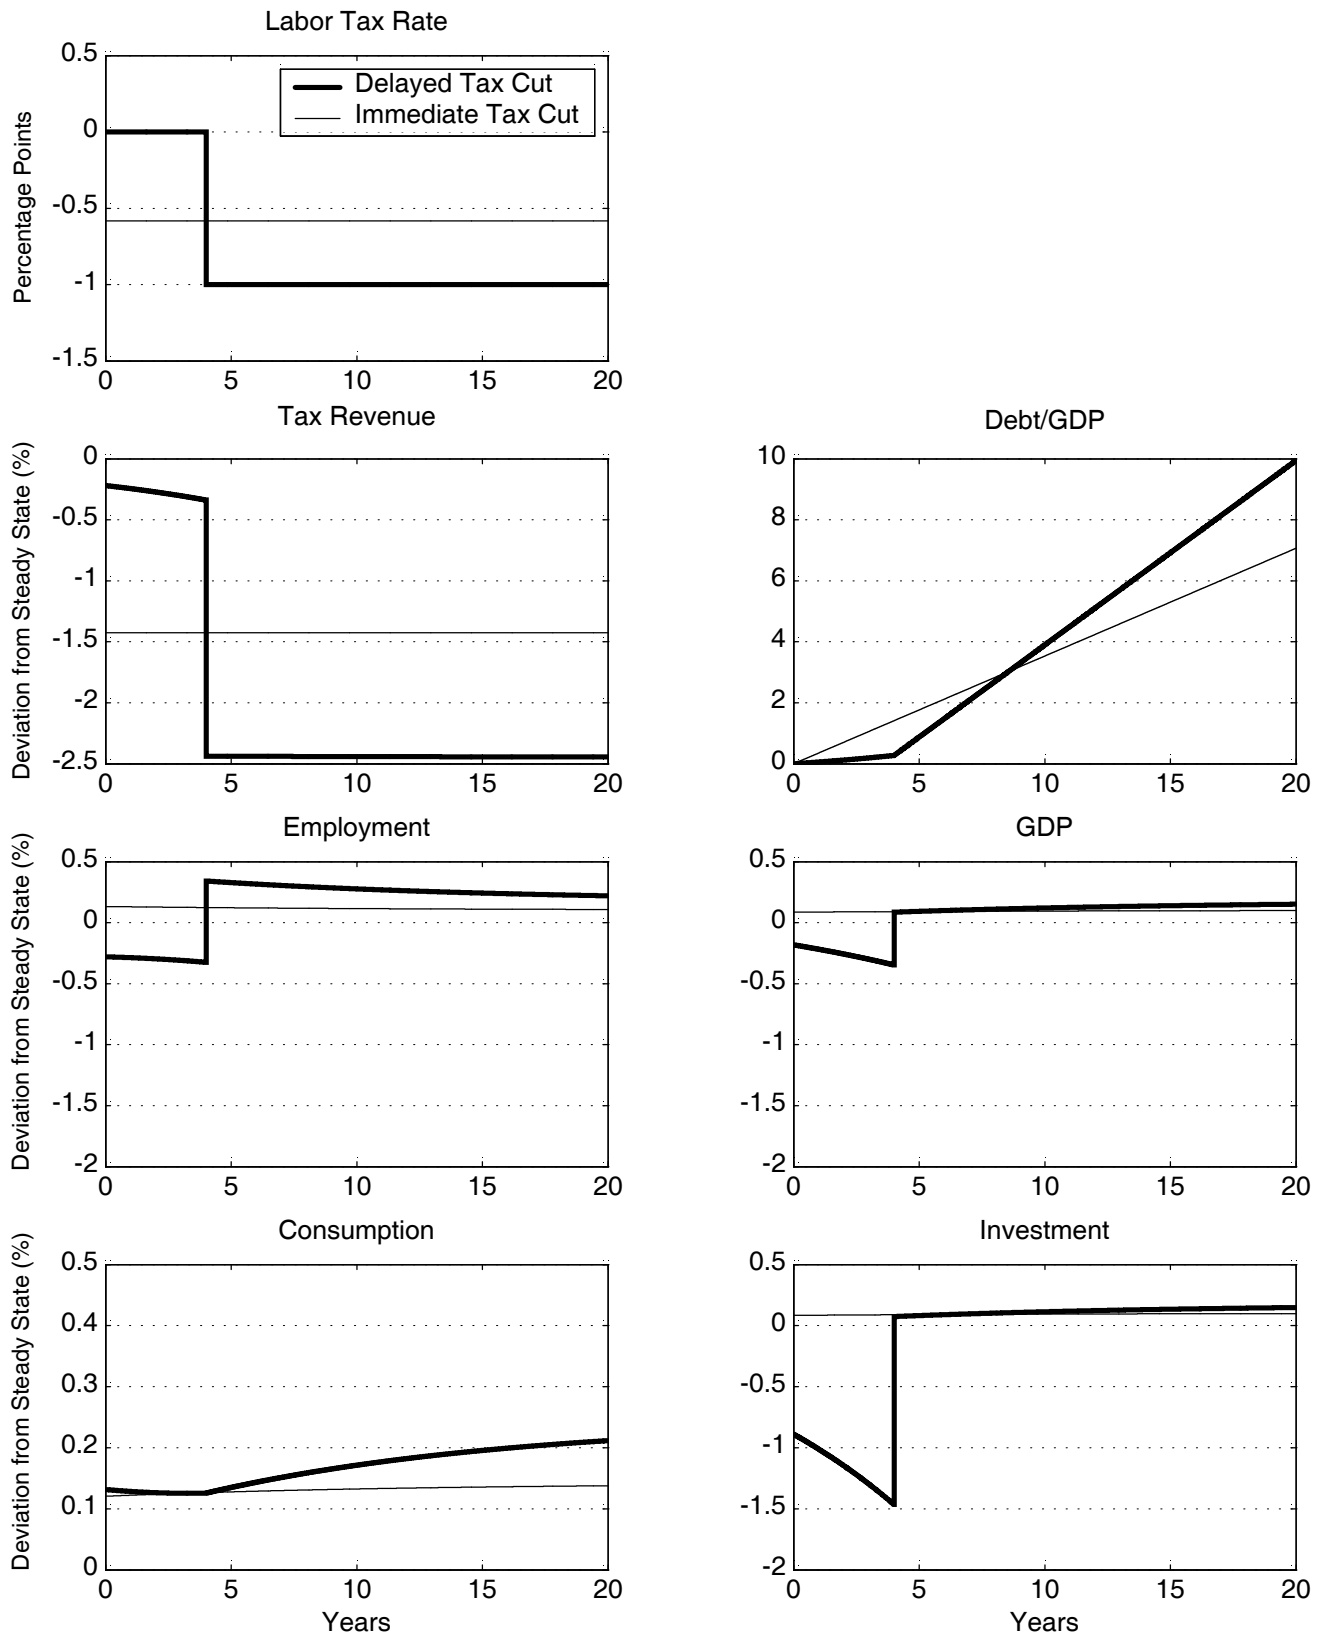 Labor Tax Rate
Percentage Points
0.5
0
-0.5
-1
-1.5
Delayed Tax Cut
Immediate Tax Cut
0 5 10 15 20
Tax Revenue
Deviation from Steady State (%)
0
-0.5
-1
-1.5
-2
-2.5
0 5 10 15 20
Debt/GDP
10
8
6
4
2
0
0 5 10 15 20
Employment
Deviation from Steady State (%)
0.5
0
-0.5
-1
-1.5
-2
0 5 10 15 20
GDP
0.5
0
-0.5
-1
-1.5
-2
0 5 10 15 20
Consumption
Deviation from Steady State (%)
0.5
0.4
0.3
0.2
0.1
0
0 5 10 15 20
Years
Investment
0.5
0
-0.5
-1
-1.5
-2
0 5 10 15 20
Years